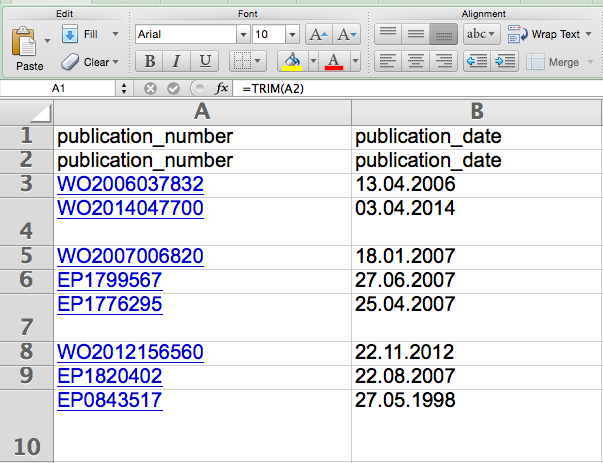 Edit Font Alignment
Fill Arial 10 A A abc Wrap Text
Paste Clear B I U A Merge
A1 fx =TRIM(A2)
A B
1 publication_number publication_date
2 publication_number publication_date
3 WO2006037832 13.04.2006
4 WO2014047700 03.04.2014
5 WO2007006820 18.01.2007
6 EP1799567 27.06.2007
7 EP1776295 25.04.2007
8 WO2012156560 22.11.2012
9 EP1820402 22.08.2007
10 EP0843517 27.05.1998